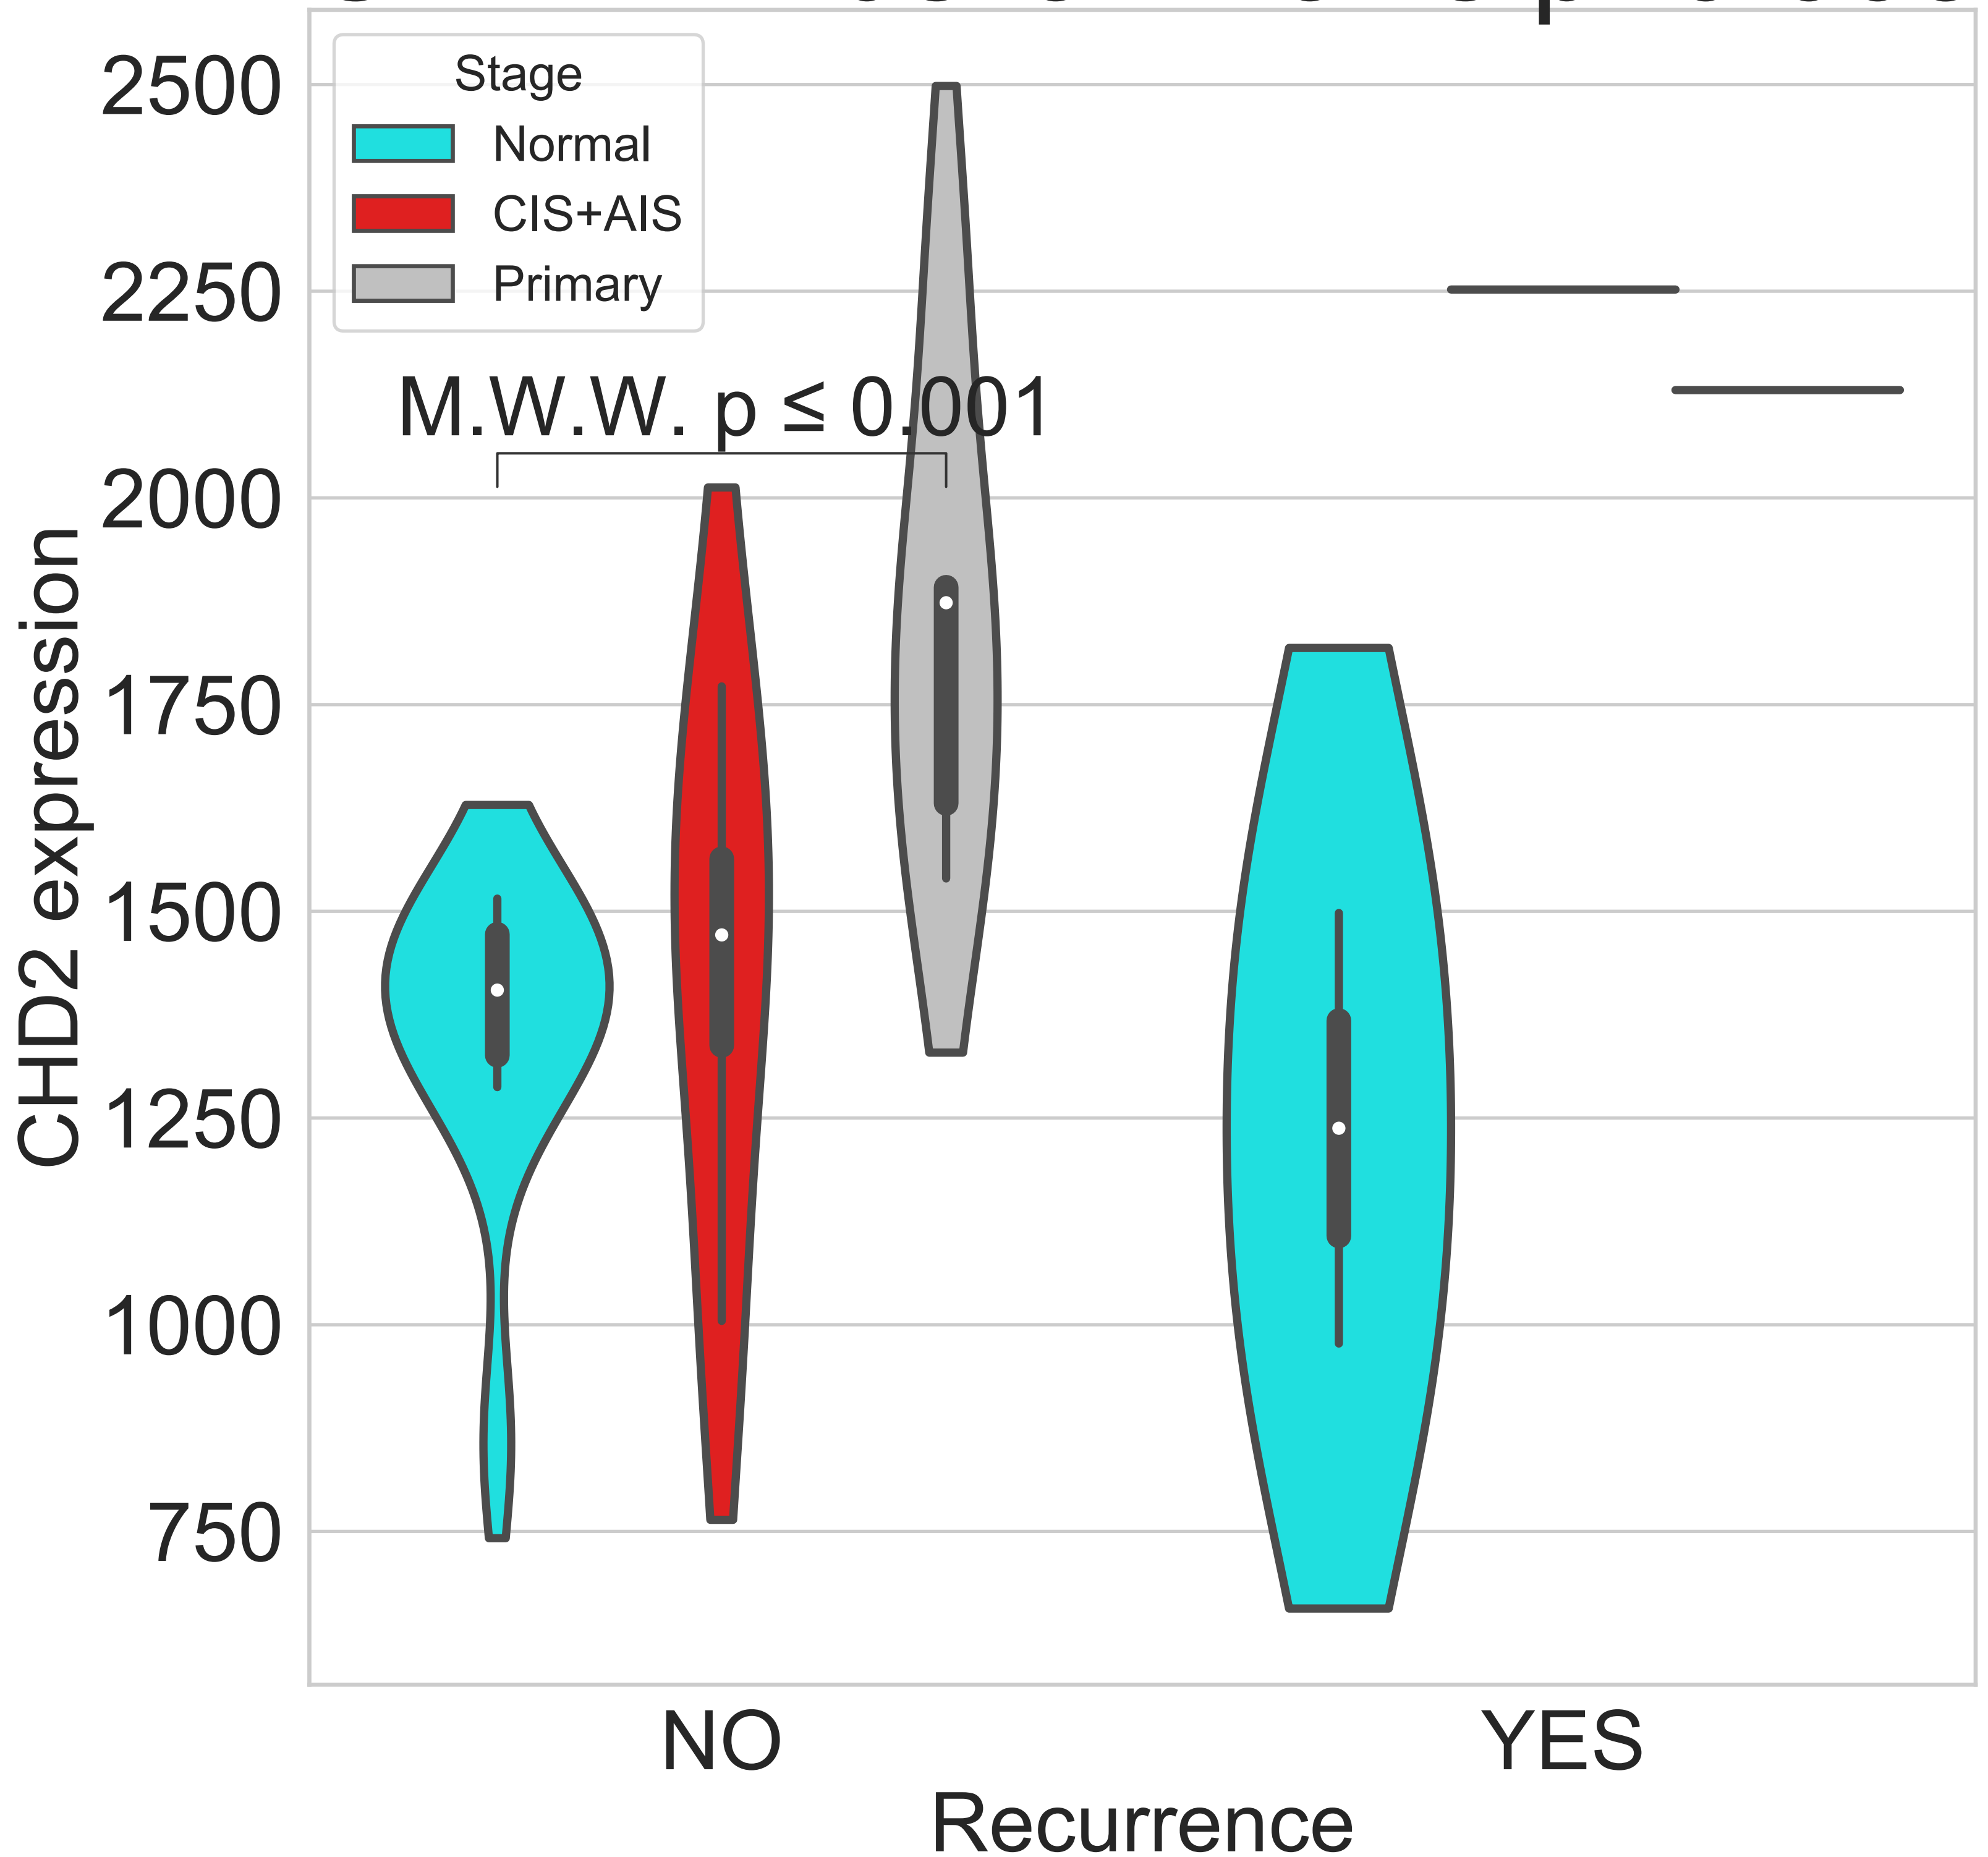 Stage
Normal
CIS+AIS
Primary
M.W.W. p ≤ 0.001
2500
2250
2000
1750
1500
1250
1000
750
CHD2 expression
NO
YES
Recurrence